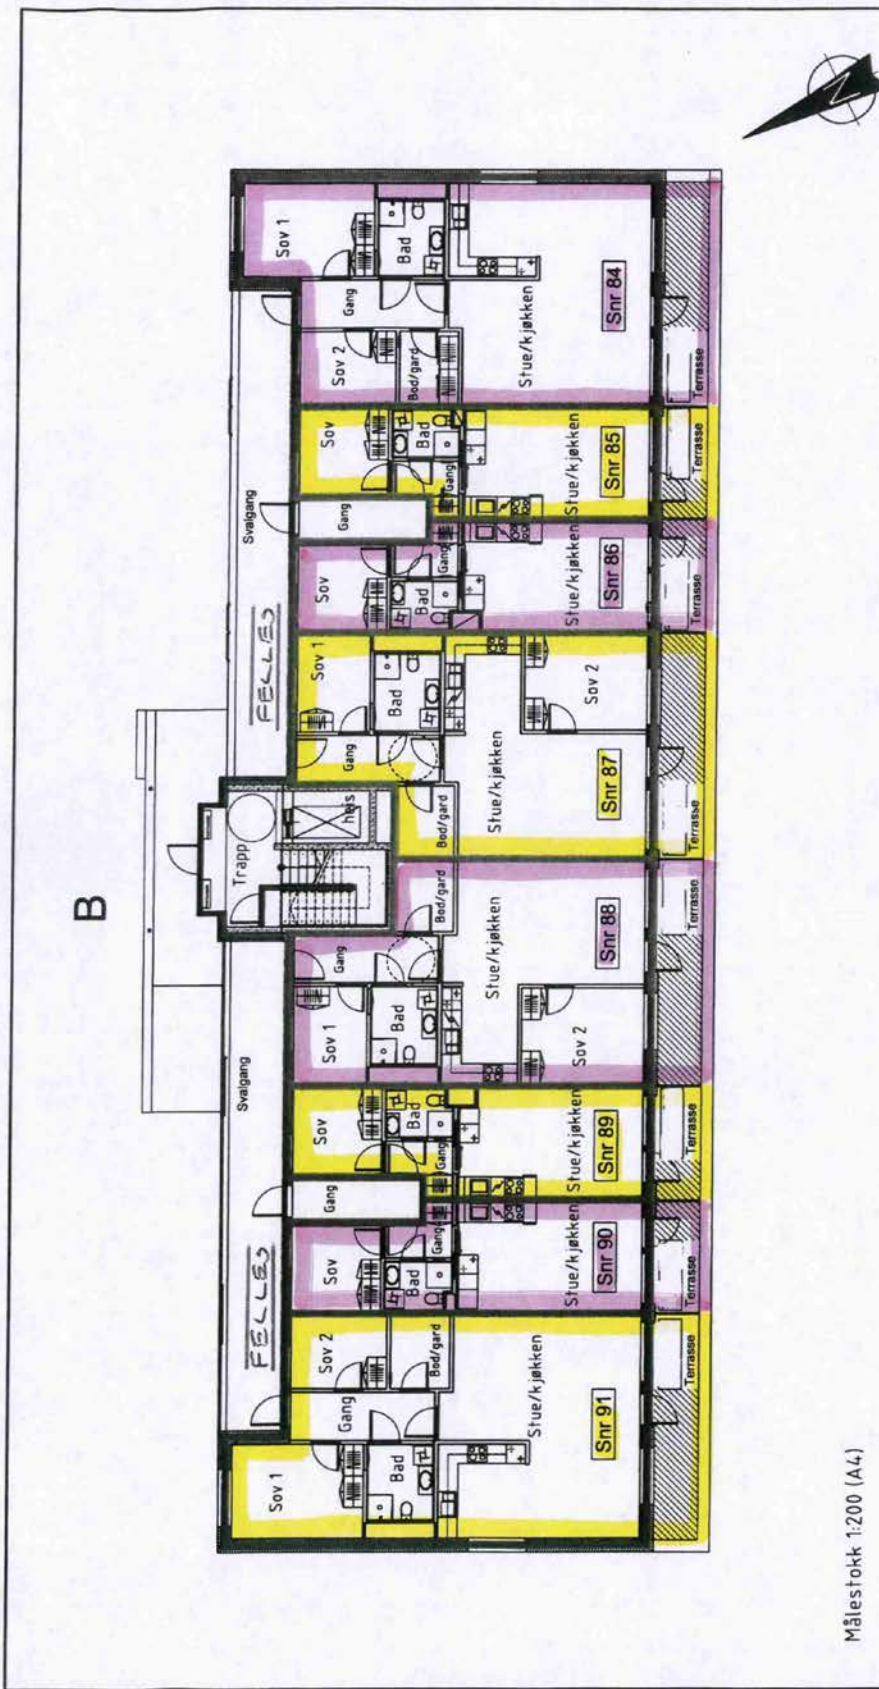 B
Trapp
heis
Svalgang
Svalgang
FELLES
FELLES
Sov 1
Gang
Sov 2
Bad
Bod/gard
Stue/kjøkken
Snr 91
Terrasse
Sov
Gang
Bad
Gang
Stue/kjøkken
Snr 90
Terrasse
Sov
Bad
Gang
Stue/kjøkken
Snr 89
Terrasse
Sov 1
Gang
Bad
Bod/gard
Stue/kjøkken
Sov 2
Snr 88
Terrasse
Gang
Sov 1
Bod/gard
Bad
Stue/kjøkken
Sov 2
Snr 87
Terrasse
Sov
Gang
Bad
Gang
Stue/kjøkken
Snr 86
Terrasse
Sov
Gang
Bad
Stue/kjøkken
Snr 85
Terrasse
Sov 2
Gang
Sov 1
Bod/gard
Bad
Stue/kjøkken
Snr 84
Terrasse
N
Målestokk 1:200 (A4)